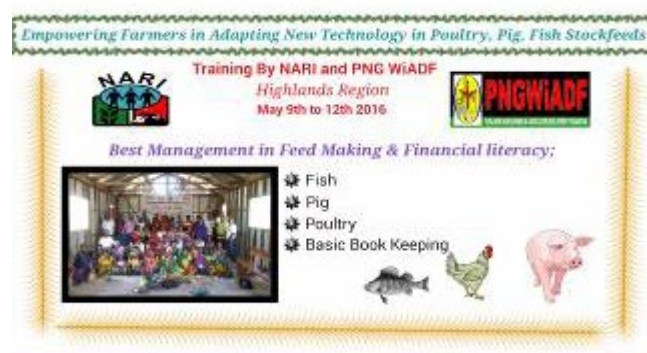 Empowering Farmers in Adapting New Technology in Poultry, Pig, Fish Stockfeeds
NARI
Training By NARI and PNG WiADF
Highlands Region
May 9th to 12th 2016
PNGWiADF
Best Management in Feed Making & Financial literacy;
Fish
Pig
Poultry
Basic Book Keeping